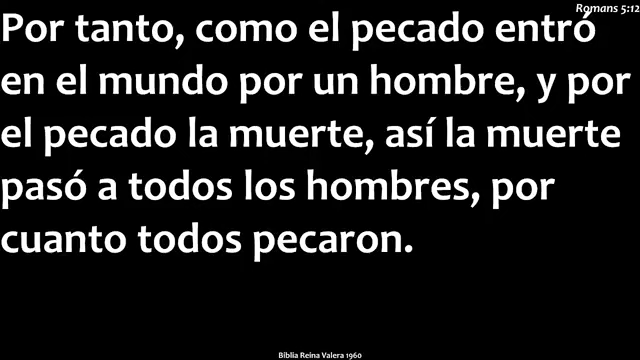 Romans 5:12
Por tanto, como el pecado entró
en el mundo por un hombre, y por
el pecado la muerte, así la muerte
pasó a todos los hombres, por
cuanto todos pecaron.
Biblia Reina Valera 1960